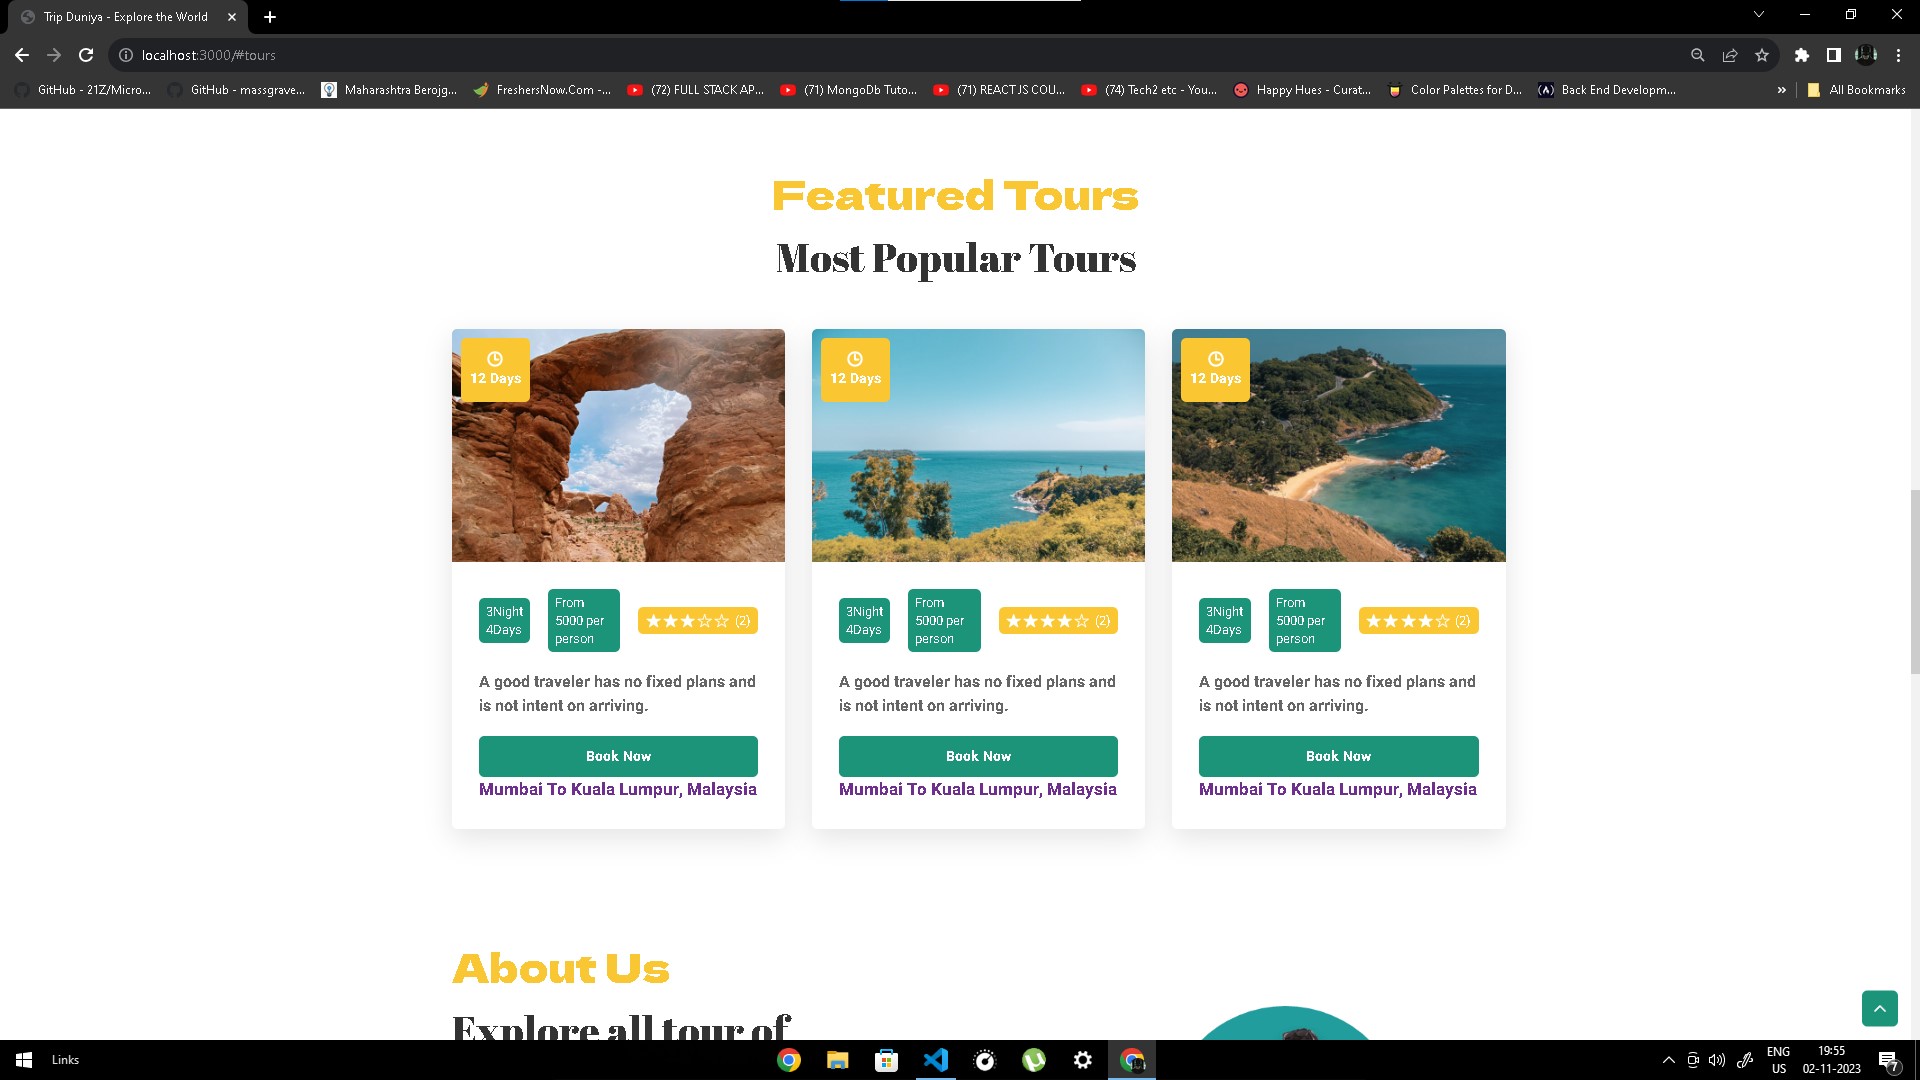 Trip Duniya - Explore the World
localhost:3000/#tours
GitHub - 21Z/Micro...
GitHub - massgrave...
Maharashtra Berojg...
FreshersNow.Com -...
(72) FULL STACK AP...
(71) MongoDb Tuto...
(71) REACT JS COU...
(74) Tech2 etc - You...
Happy Hues - Curat...
Color Palettes for D...
Back End Developm...
»
All Bookmarks
Featured Tours
Most Popular Tours
12 Days
12 Days
12 Days
3Night
4Days
From
5000 per
person
(2)
A good traveler has no fixed plans and
is not intent on arriving.
Book Now
Mumbai To Kuala Lumpur, Malaysia
3Night
4Days
From
5000 per
person
(2)
A good traveler has no fixed plans and
is not intent on arriving.
Book Now
Mumbai To Kuala Lumpur, Malaysia
3Night
4Days
From
5000 per
person
(2)
A good traveler has no fixed plans and
is not intent on arriving.
Book Now
Mumbai To Kuala Lumpur, Malaysia
About Us
Explore all tour of
Links
ENG
US
19:55
02-11-2023
7